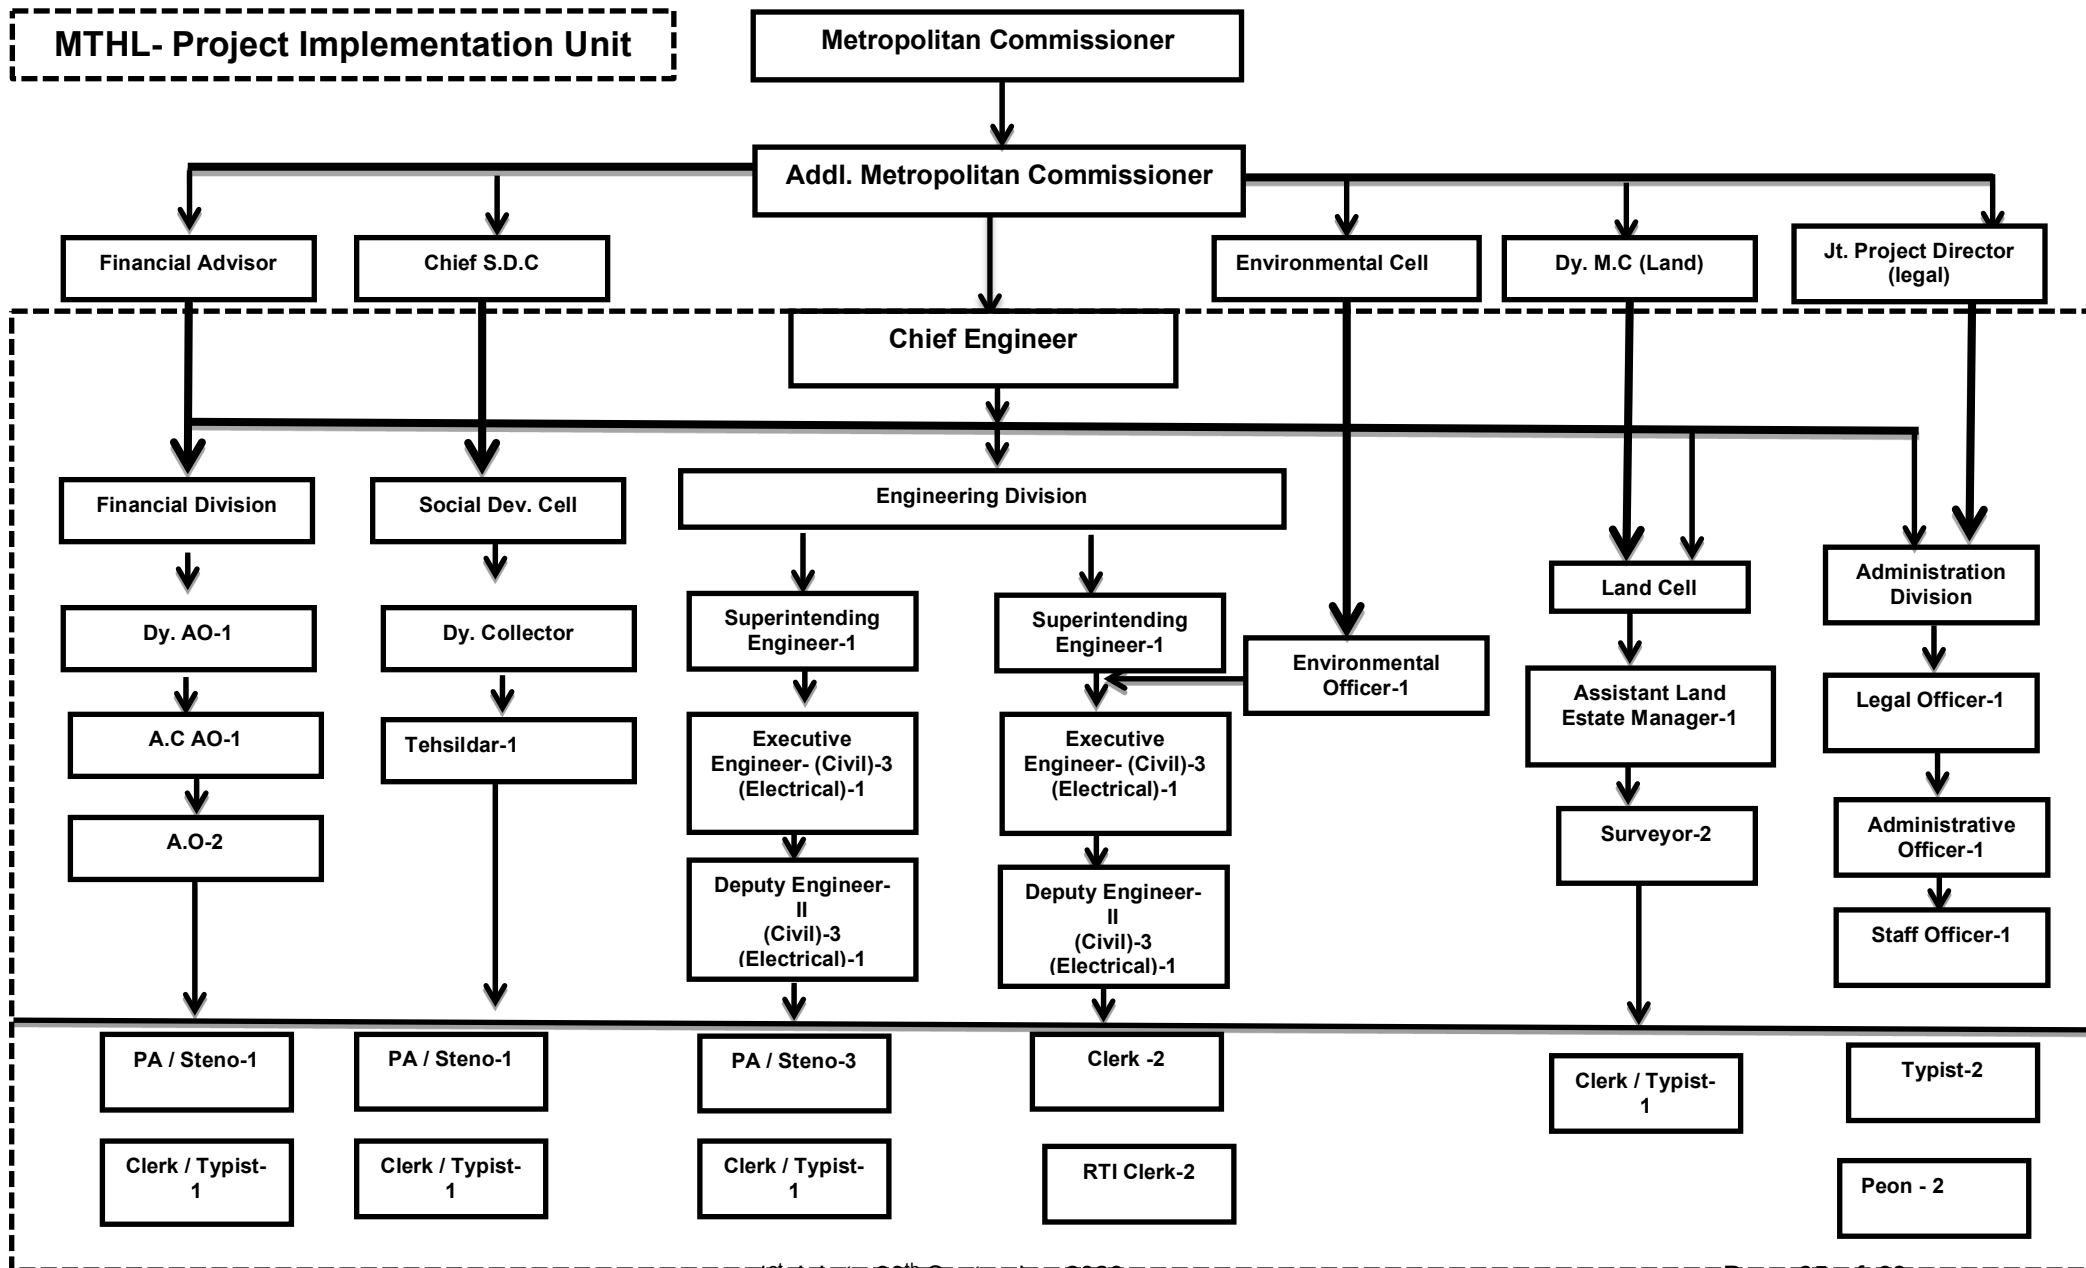 MTHL- Project Implementation Unit
Metropolitan Commissioner
Addl. Metropolitan Commissioner
Financial Advisor
Chief S.D.C
Environmental Cell
Dy. M.C (Land)
Jt. Project Director
(legal)
Chief Engineer
Financial Division
Social Dev. Cell
Engineering Division
Land Cell
Administration
Division
Dy. AO-1
Dy. Collector
Superintending
Engineer-1
Superintending
Engineer-1
Environmental
Officer-1
Assistant Land
Estate Manager-1
Legal Officer-1
A.C AO-1
Tehsildar-1
Executive
Engineer- (Civil)-3
(Electrical)-1
Executive
Engineer- (Civil)-3
(Electrical)-1
A.O-2
Surveyor-2
Administrative
Officer-1
Deputy Engineer-
II
(Civil)-3
(Electrical)-1
Deputy Engineer-
II
(Civil)-3
(Electrical)-1
Staff Officer-1
PA / Steno-1
PA / Steno-1
PA / Steno-3
Clerk -2
Clerk / Typist-
1
Typist-2
Clerk / Typist-
1
Clerk / Typist-
1
Clerk / Typist-
1
RTI Clerk-2
Peon - 2